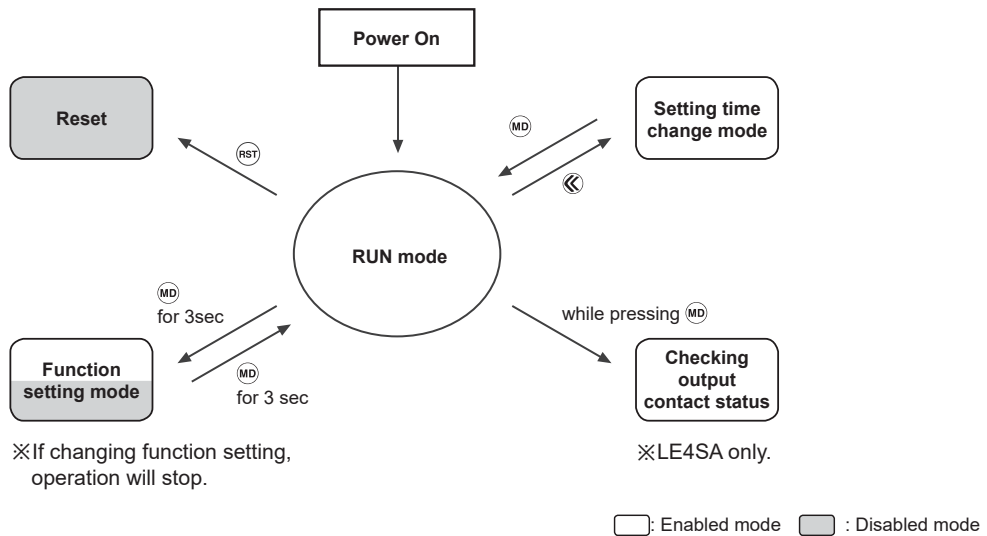 Power On
Reset
Setting time
change mode
MD
RST
RUN mode
MD
for 3sec
while pressing MD
Function
setting mode
MD
for 3 sec
Checking
output
contact status
※If changing function setting,
operation will stop.
※LE4SA only.
: Enabled mode
: Disabled mode